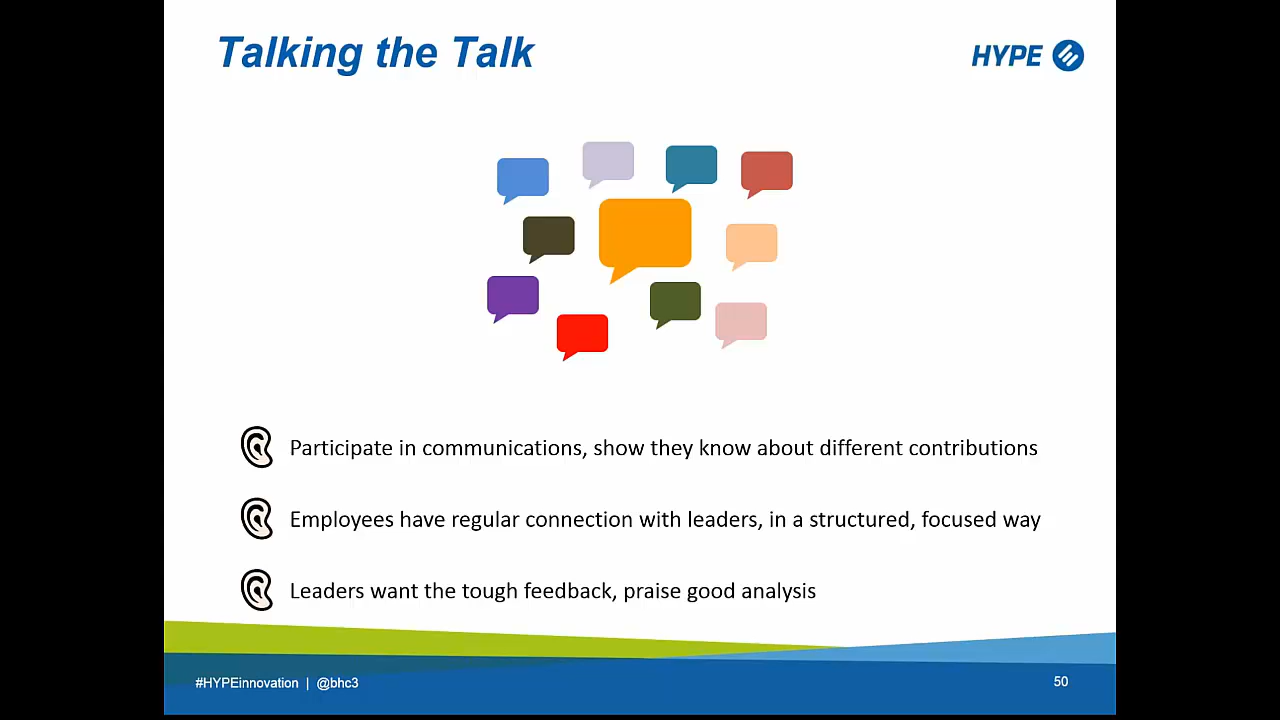 Talking the Talk
HYPE
Participate in communications, show they know about different contributions
Employees have regular connection with leaders, in a structured, focused way
Leaders want the tough feedback, praise good analysis
#HYPEinnovation | @bhc3
50